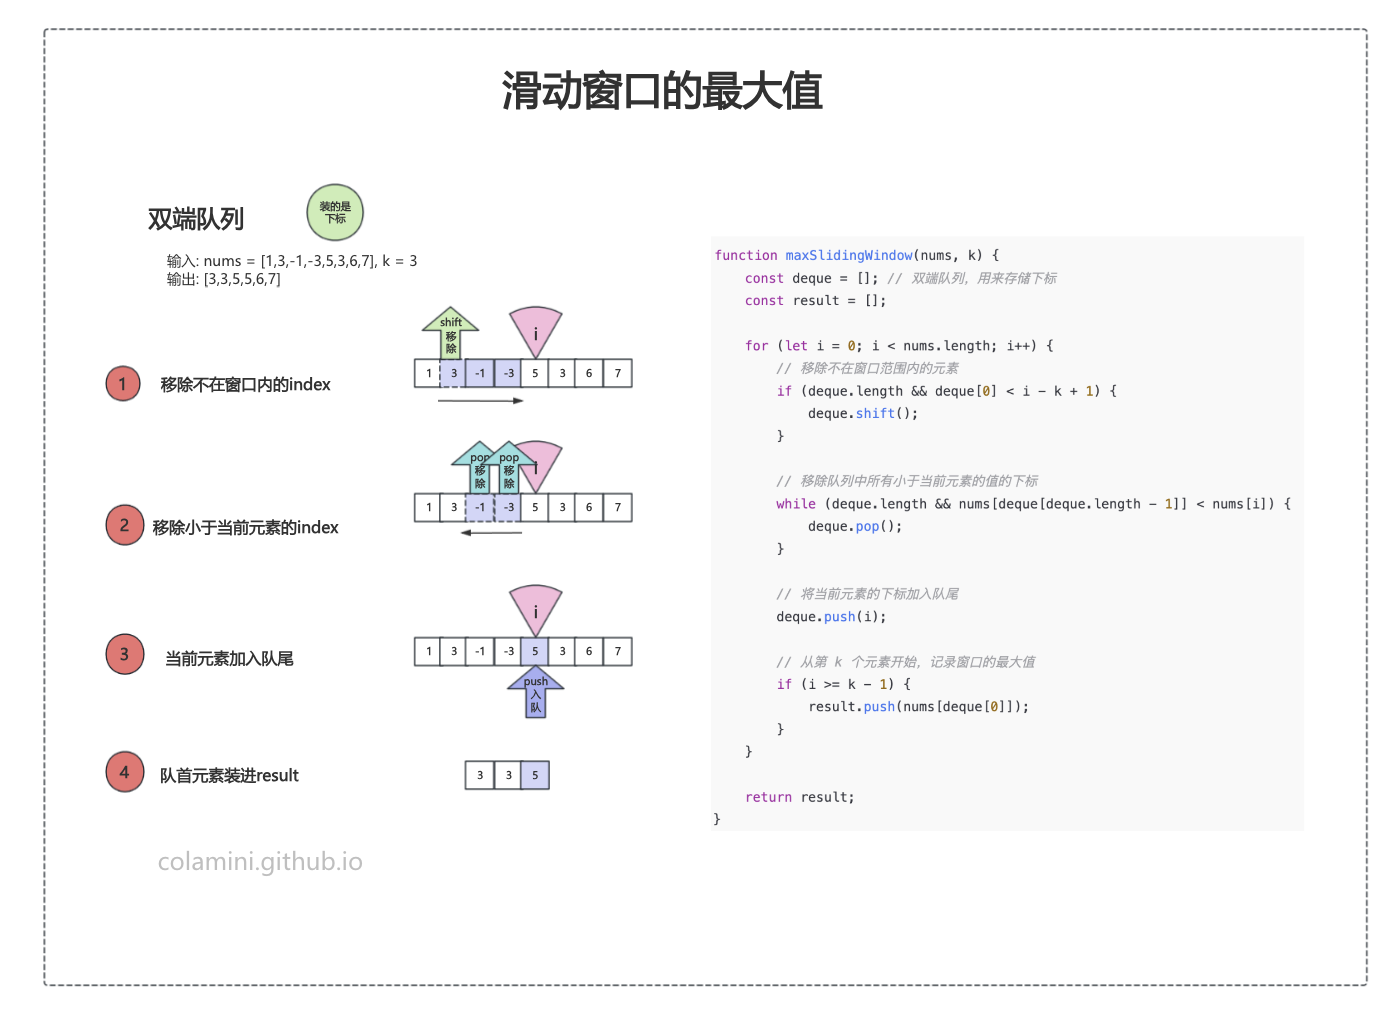 滑动窗口的最大值
双端队列
装的是
下标
输入: nums = [1,3,-1,-3,5,3,6,7], k = 3
输出: [3,3,5,5,6,7]
1
移除不在窗口内的index
shift
移
除
i
1 3 -1 -3 5 3 6 7
2
移除小于当前元素的index
pop
移
除
pop
移
除
i
1 3 -1 -3 5 3 6 7
3
当前元素加入队尾
i
1 3 -1 -3 5 3 6 7
push
入
队
4
队首元素装进result
3 3 5
colamini.github.io
function maxSlidingWindow(nums, k) {
    const deque = []; // 双端队列，用来存储下标
    const result = [];

    for (let i = 0; i < nums.length; i++) {
        // 移除不在窗口范围内的元素
        if (deque.length && deque[0] < i - k + 1) {
            deque.shift();
        }

        // 移除队列中所有小于当前元素的值的下标
        while (deque.length && nums[deque[deque.length - 1]] < nums[i]) {
            deque.pop();
        }

        // 将当前元素的下标加入队尾
        deque.push(i);

        // 从第 k 个元素开始，记录窗口的最大值
        if (i >= k - 1) {
            result.push(nums[deque[0]]);
        }
    }

    return result;
}